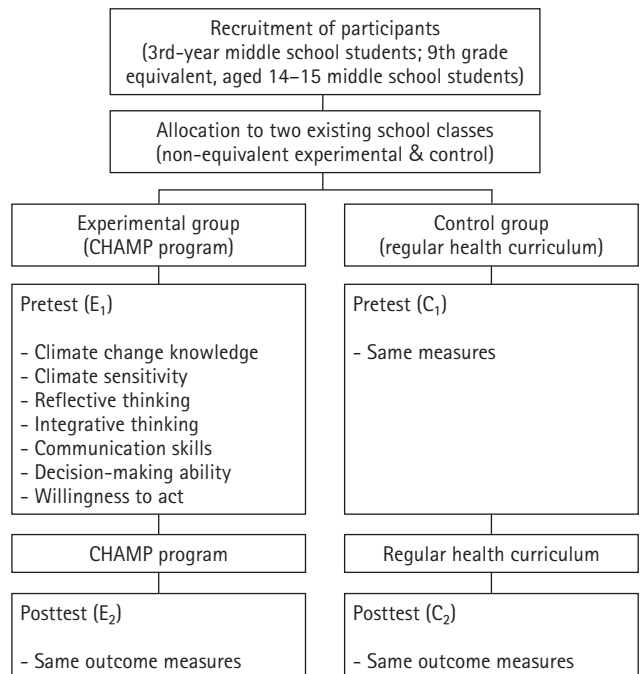 Recruitment of participants
(3rd-year middle school students; 9th grade
equivalent, aged 14–15 middle school students)
Allocation to two existing school classes
(non-equivalent experimental & control)
Experimental group
(CHAMP program)
Control group
(regular health curriculum)
Pretest (E₁)
- Climate change knowledge
- Climate sensitivity
- Reflective thinking
- Integrative thinking
- Communication skills
- Decision-making ability
- Willingness to act
Pretest (C₁)
- Same measures
CHAMP program
Regular health curriculum
Posttest (E₂)
- Same outcome measures
Posttest (C₂)
- Same outcome measures